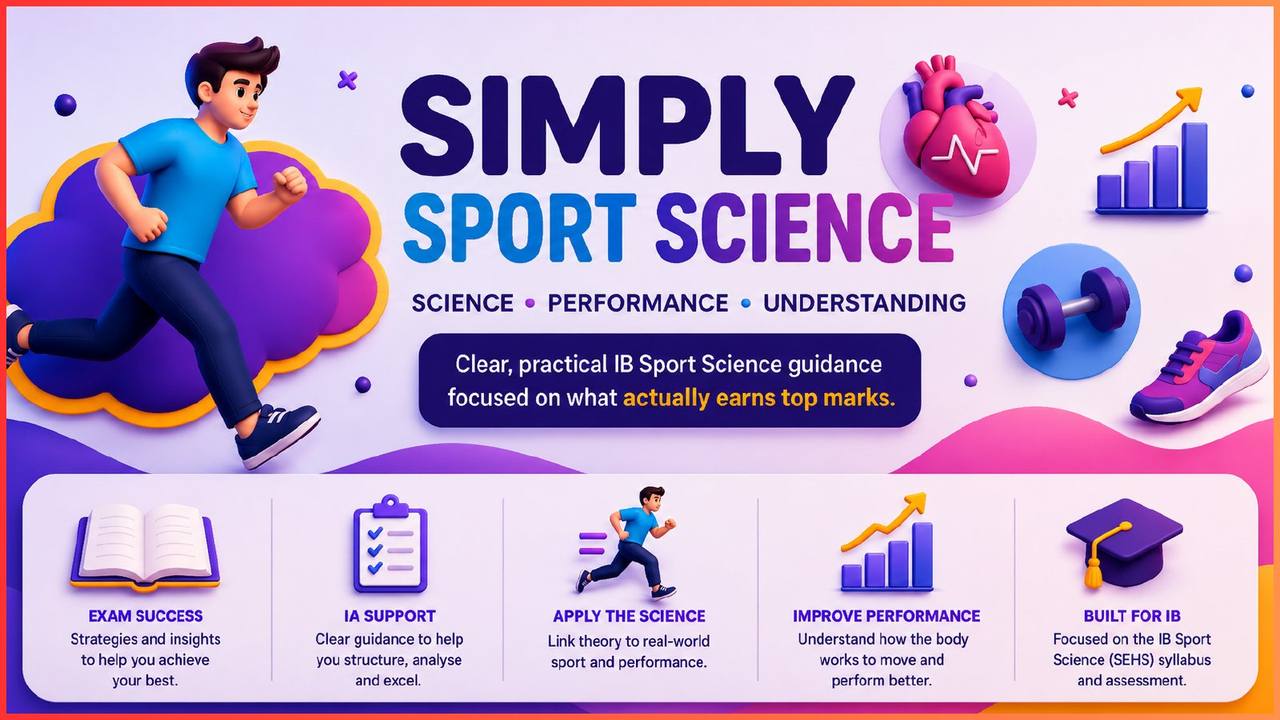 SIMPLY
SPORT SCIENCE
SCIENCE • PERFORMANCE • UNDERSTANDING
Clear, practical IB Sport Science guidance
focused on what actually earns top marks.
EXAM SUCCESS
Strategies and insights
to help you achieve
your best.
IA SUPPORT
Clear guidance to help
you structure, analyse
and excel.
APPLY THE SCIENCE
Link theory to real-world
sport and performance.
IMPROVE PERFORMANCE
Understand how the body
works to move and
perform better.
BUILT FOR IB
Focused on the IB Sport
Science (SEHS) syllabus
and assessment.